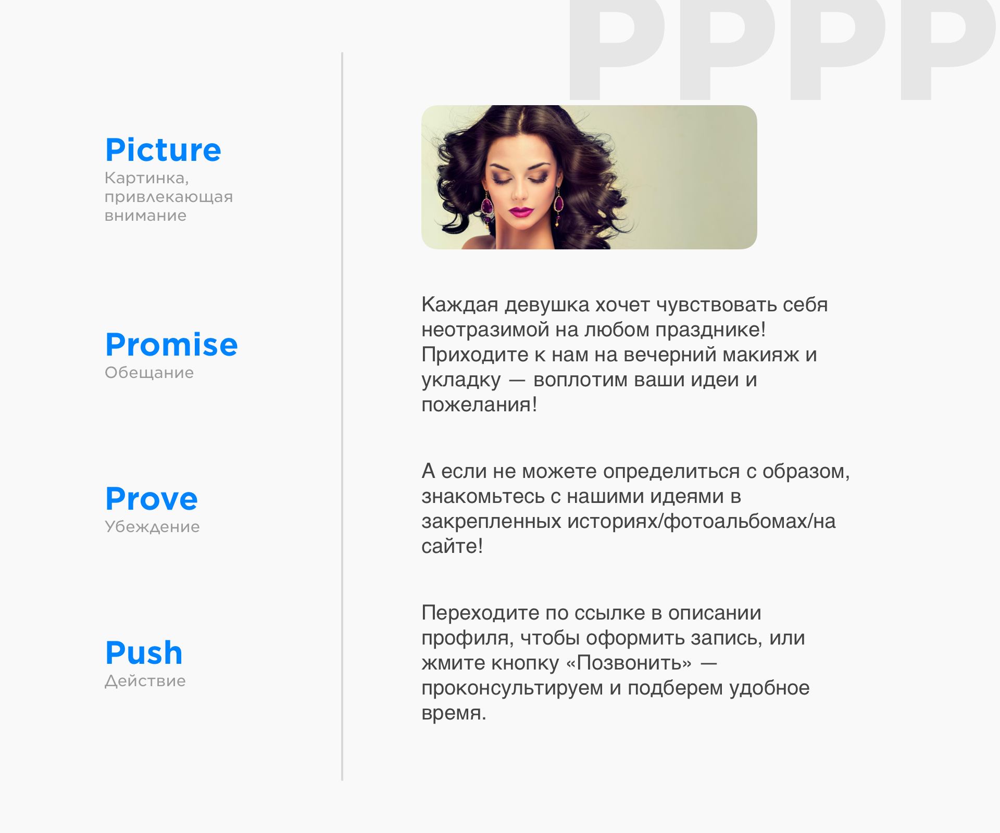 PPPP
Picture
Картинка,
привлекающая
внимание
Promise
Обещание
Каждая девушка хочет чувствовать себя
неотразимой на любом празднике!
Приходите к нам на вечерний макияж и
укладку — воплотим ваши идеи и
пожелания!
Prove
Убеждение
А если не можете определиться с образом,
знакомьтесь с нашими идеями в
закрепленных историях/фотоальбомах/на
сайте!
Push
Действие
Переходите по ссылке в описании
профиля, чтобы оформить запись, или
жмите кнопку «Позвонить» —
проконсультируем и подберем удобное
время.